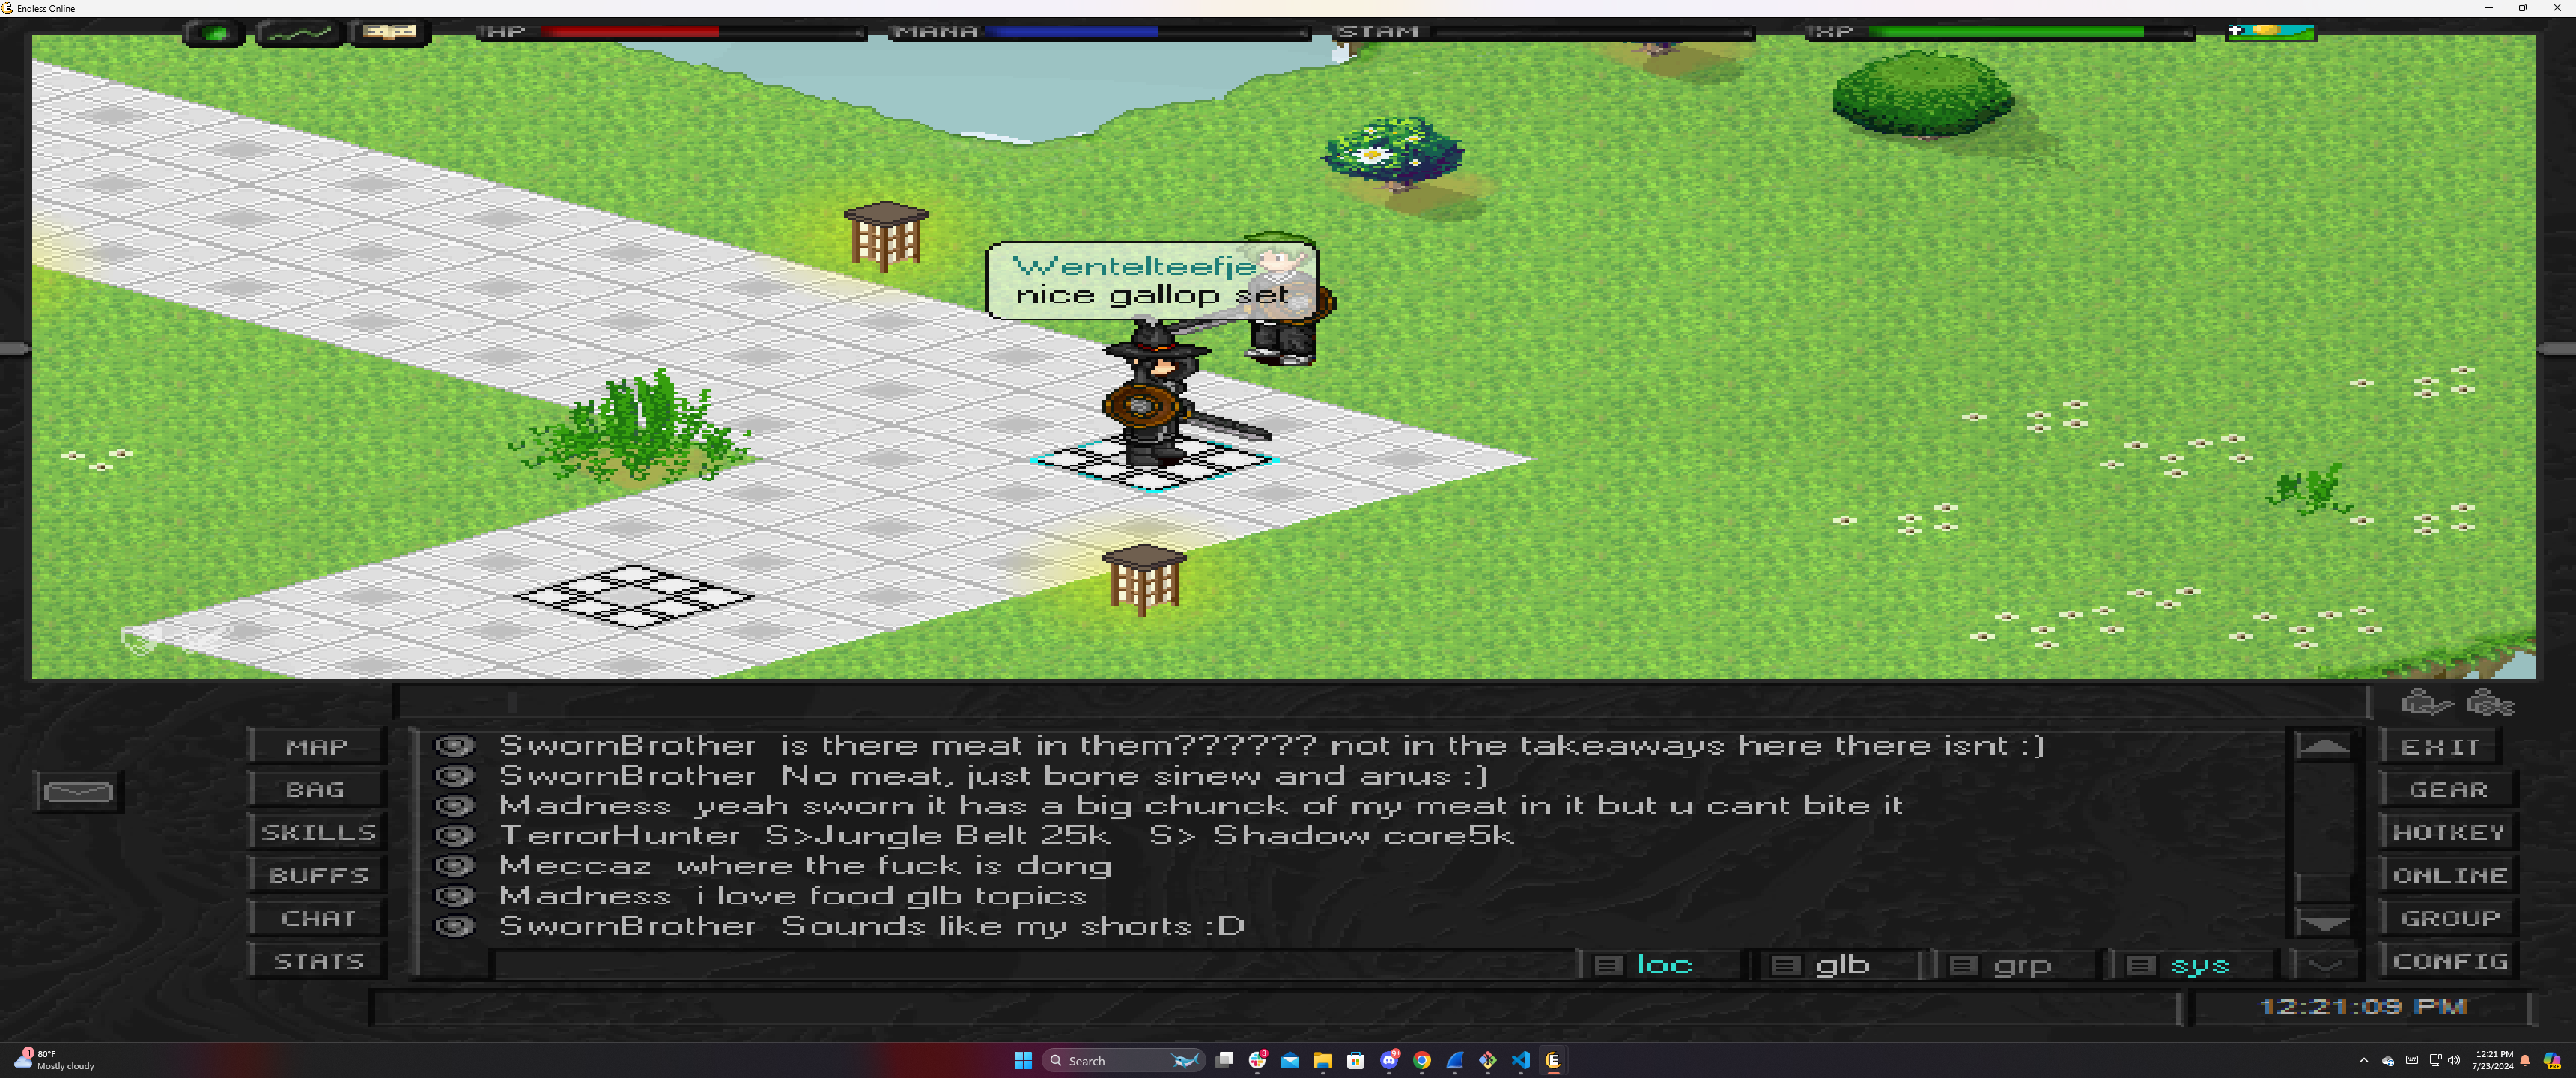 Endless Online
HP
MANA
STAM
XP
Wentelteefje
nice gallop set
MAP
BAG
SKILLS
BUFFS
CHAT
STATS
SwornBrother is there meat in them?????? not in the takeaways here there isnt :)
SwornBrother No meat, just bone sinew and anus :)
Madness yeah sworn it has a big chunck of my meat in it but u cant bite it
TerrorHunter S>Jungle Belt 25k S> Shadow core5k
Meccaz where the fuck is dong
Madness i love food glb topics
SwornBrother Sounds like my shorts :D
loc
glb
grp
sys
EXIT
GEAR
HOTKEY
ONLINE
GROUP
CONFIG
12:21:09 PM
1
80°F
Mostly cloudy
Search
3
9+
E
12:21 PM
7/23/2024